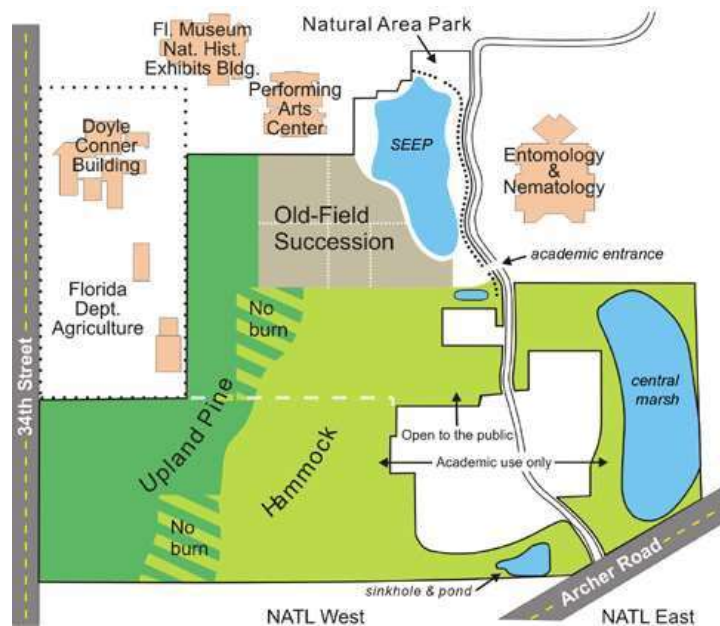 Fl. Museum
Nat. Hist.
Exhibits Bldg.
Natural Area Park
Performing
Arts
Center
Doyle
Conner
Building
SEEP
Entomology
&
Nematology
Old-Field
Succession
academic entrance
Florida
Dept.
Agriculture
No
burn
34th Street
Upland Pine
Hammock
central
marsh
Open to the public
Academic use only
No
burn
sinkhole & pond
Archer Road
NATL West
NATL East